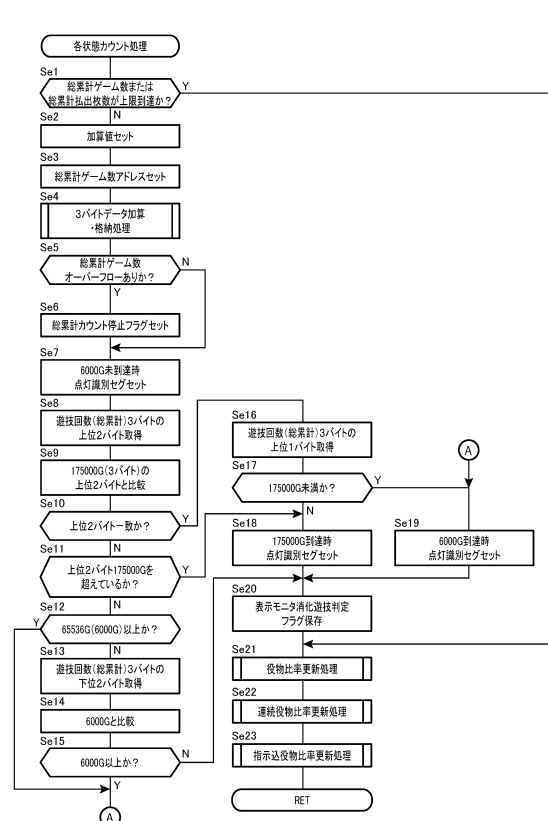 各状態カウント処理
Se1
総累計ゲーム数または
総累計払出枚数が上限到達か?
Y
N
Se2
加算値セット
Se3
総累計ゲーム数アドレスセット
Se4
3バイトデータ加算
・格納処理
Se5
総累計ゲーム数
オーバーフローありか?
N
Y
Se6
総累計カウント停止フラグセット
Se7
6000G未到達時
点灯識別セグセット
Se8
遊技回数(総累計)3バイトの
上位2バイト取得
Se9
175000G(3バイト)の
上位2バイトと比較
Se10
上位2バイト一致か?
Y
N
Se11
上位2バイト175000Gを
超えているか?
Y
N
Se12
65536G(6000G)以上か?
Y
N
Se13
遊技回数(総累計)3バイトの
下位2バイト取得
Se14
6000Gと比較
Se15
6000G以上か?
N
Y
A
Se16
遊技回数(総累計)3バイトの
上位1バイト取得
Se17
175000G未満か?
Y
N
A
Se18
175000G到達時
点灯識別セグセット
Se19
6000G到達時
点灯識別セグセット
Se20
表示モニタ消化遊技判定
フラグ保存
Se21
役物比率更新処理
Se22
連続役物比率更新処理
Se23
指示込役物比率更新処理
RET